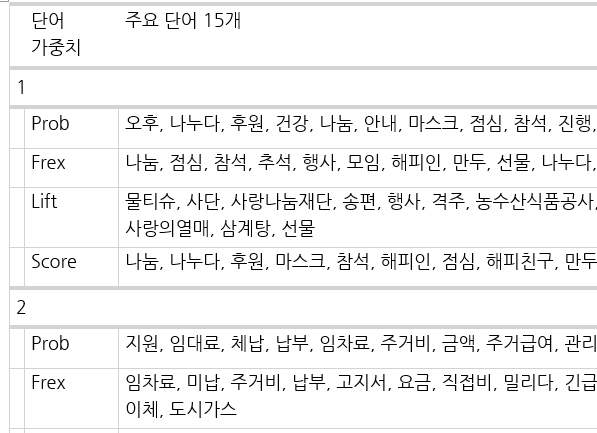 단어 주요 단어 15개
가중치
1
Prob 오후, 나누다, 후원, 건강, 나눔, 안내, 마스크, 점심, 참석, 진행,
Frex 나눔, 점심, 참석, 추석, 행사, 모임, 해피인, 만두, 선물, 나누다,
Lift 물티슈, 사단, 사랑나눔재단, 송편, 행사, 격주, 농수산식품공사,
사랑의열매, 삼계탕, 선물
Score 나눔, 나누다, 후원, 마스크, 참석, 해피인, 점심, 해피친구, 만두
2
Prob 지원, 임대료, 체납, 납부, 임차료, 주거비, 금액, 주거급여, 관리
Frex 임차료, 미납, 주거비, 납부, 고지서, 요금, 직접비, 밀리다, 긴급
이체, 도시가스